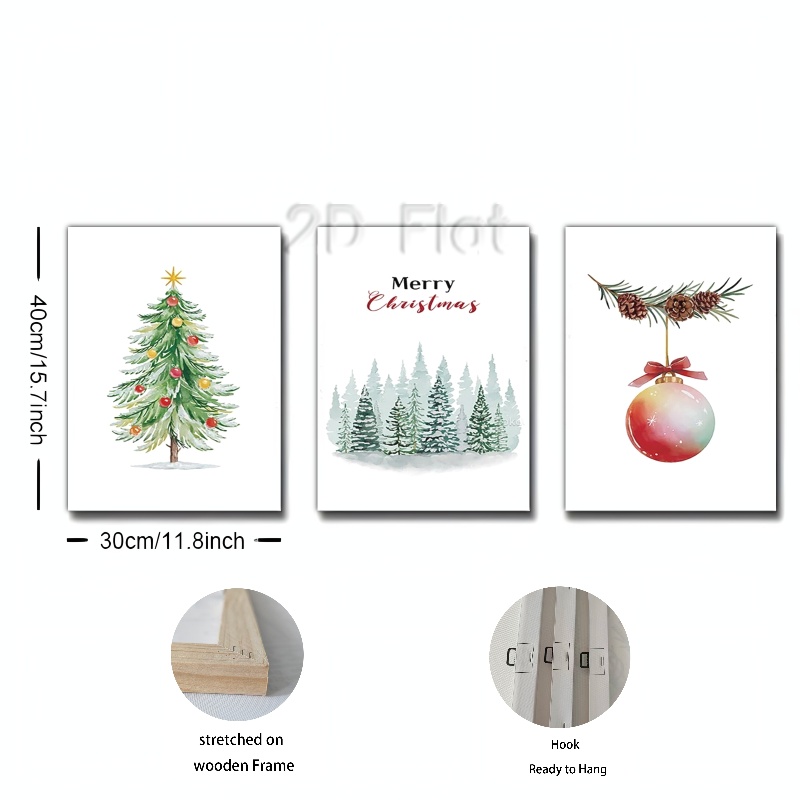 2D Flat
Merry
Christmas
40cm/15.7inch
30cm/11.8inch
stretched on
wooden Frame
Hook
Ready to Hang